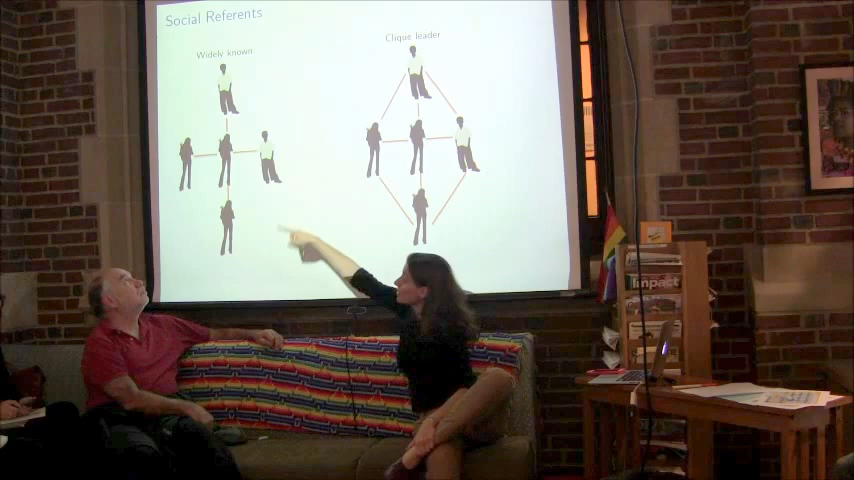 Social Referents
Widely known
Clique leader
Impact